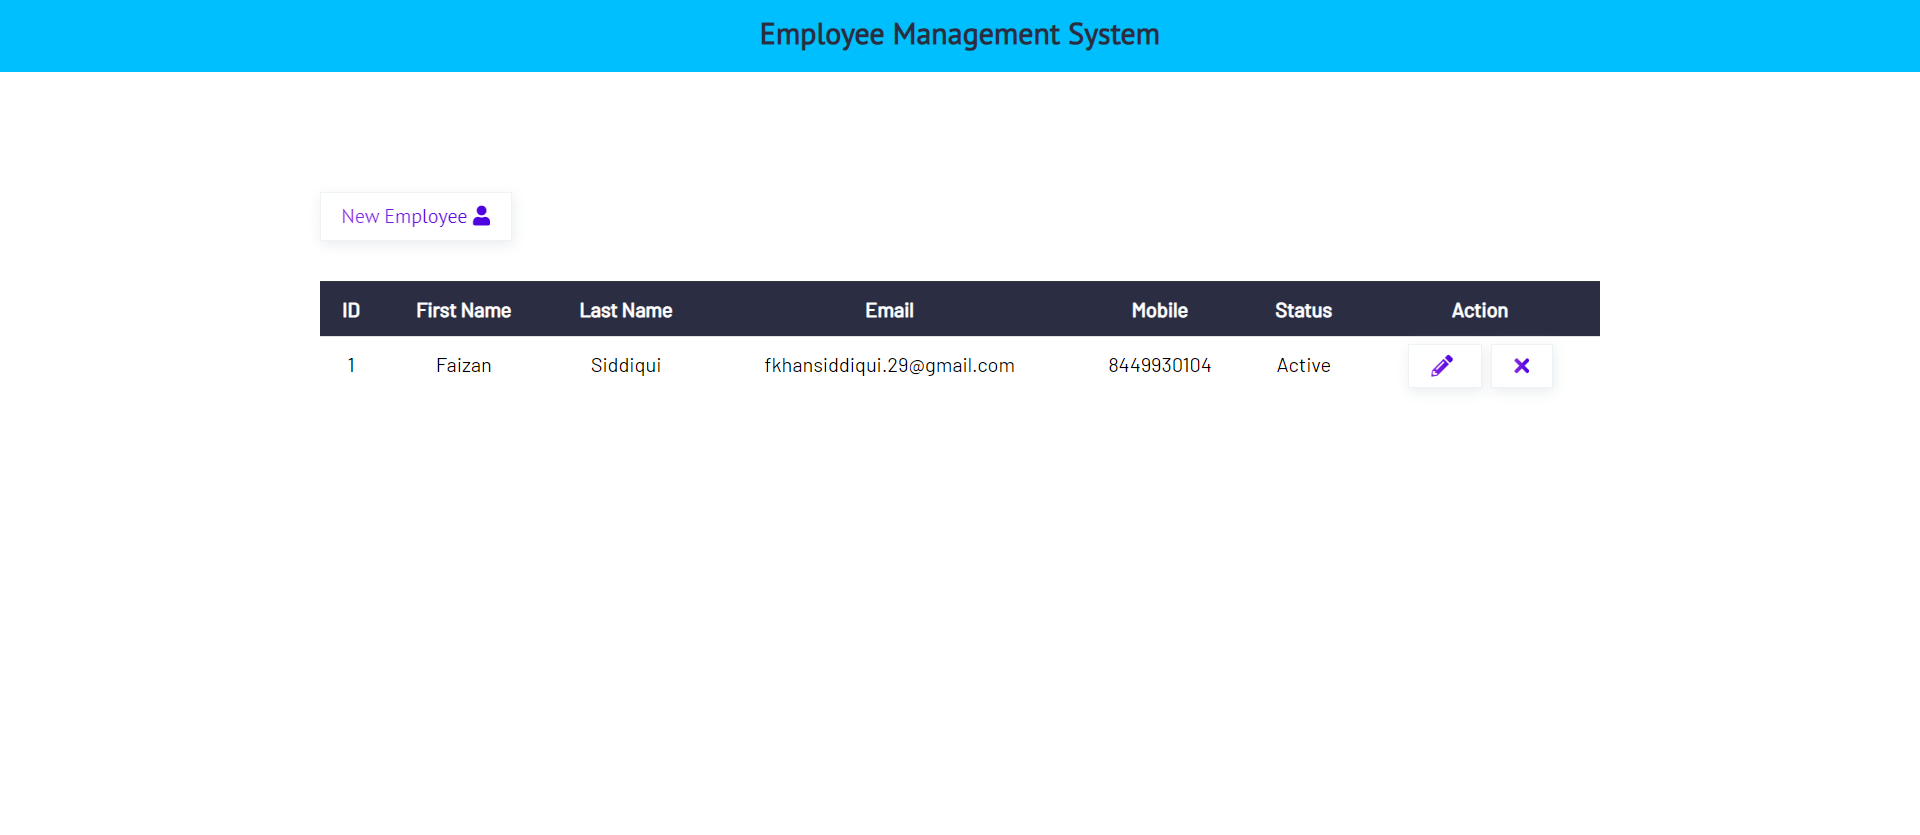 Employee Management System
New Employee
ID First Name Last Name Email Mobile Status Action
1 Faizan Siddiqui fkhansiddiqui.29@gmail.com 8449930104 Active